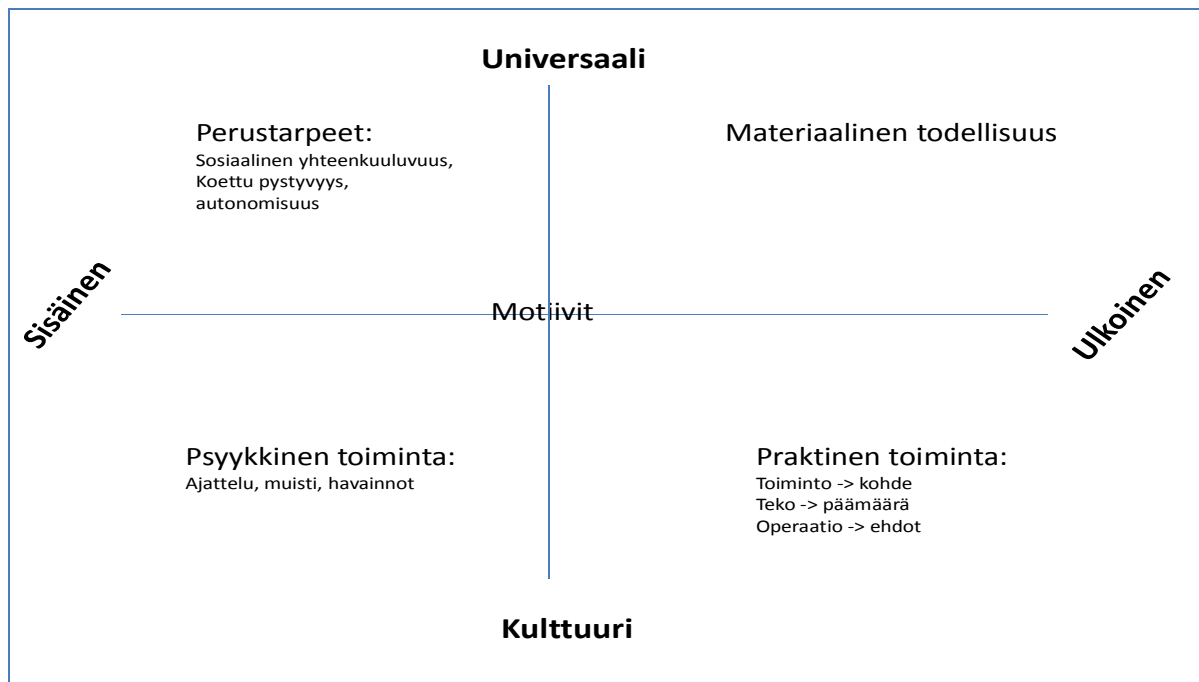 Universaali
Perustarpeet:
Sosiaalinen yhteenkuuluvuus,
Koettu pystyvyys,
autonomisuus
Materiaalinen todellisuus
Sisäinen
Motiivit
Ulkoinen
Psyykkinen toiminta:
Ajattelu, muisti, havainnot
Praktinen toiminta:
Toiminto -> kohde
Teko -> päämäärä
Operaatio -> ehdot
Kulttuuri